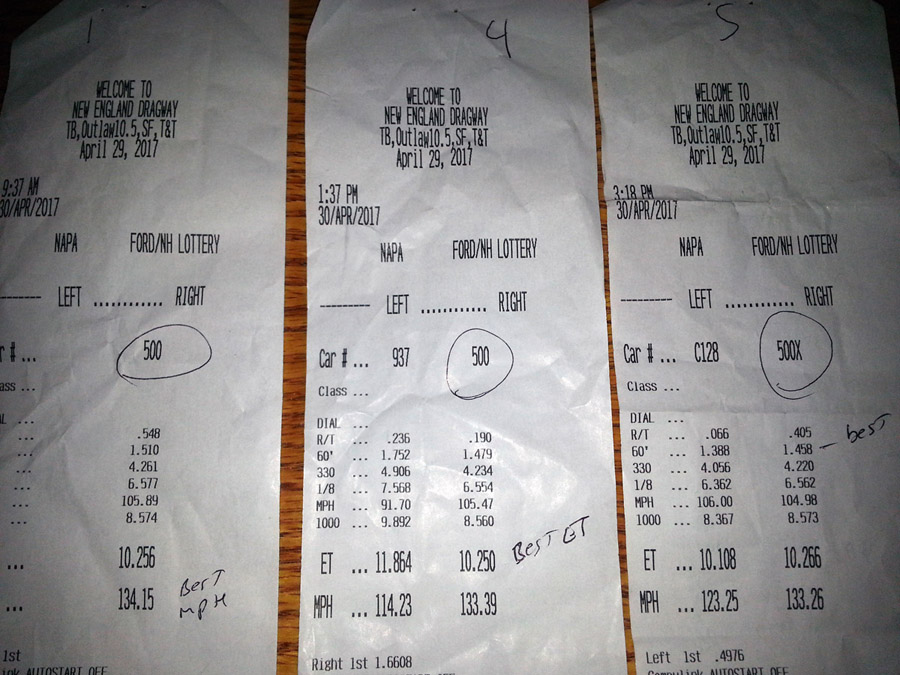 1
WELCOME TO
NEW ENGLAND DRAGWAY
TB,Outlaw10.5,SF,T&T
April 29, 2017
9:37 AM
30/APR/2017
NAPA FORD/NH LOTTERY
--------- LEFT ............ RIGHT
# ... 500
ass ...
... .548
... 1.510
... 4.261
... 6.577
... 105.89
... 8.574
... 10.256
... 134.15
BesT
mpH
1st
AUTOSTART OFF
4
WELCOME TO
NEW ENGLAND DRAGWAY
TB,Outlaw10.5,SF,T&T
April 29, 2017
1:37 PM
30/APR/2017
NAPA FORD/NH LOTTERY
---------- LEFT ............ RIGHT
Car # ... 937 500
Class ...
DIAL ...
R/T ... .236 .190
60' ... 1.752 1.479
330 ... 4.906 4.234
1/8 ... 7.568 6.554
MPH ... 91.70 105.47
1000 ... 9.892 8.560
ET ... 11.864 10.250
BesT ET
MPH ... 114.23 133.39
Right 1st 1.6608
5
WELCOME TO
NEW ENGLAND DRAGWAY
TB,Outlaw10.5,SF,T&T
April 29, 2017
3:18 PM
30/APR/2017
NAPA FORD/NH LOTTERY
---------- LEFT ............ RIGHT
Car # ... C128 500X
Class ...
DIAL ...
R/T ... .066 .405
60' ... 1.388 1.458 - besT
330 ... 4.056 4.220
1/8 ... 6.362 6.562
MPH ... 106.00 104.98
1000 ... 8.367 8.573
ET ... 10.108 10.266
MPH ... 123.25 133.26
Left 1st .4976
Compulink AUTOSTART OFF